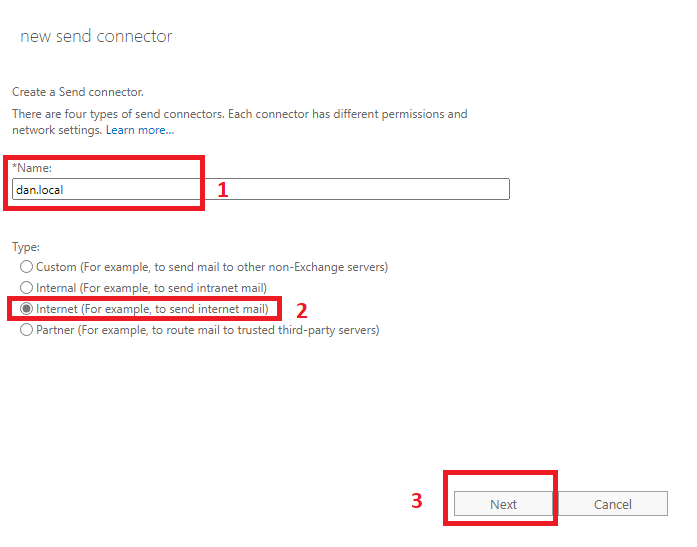 new send connector
Create a Send connector.
There are four types of send connectors. Each connector has different permissions and
network settings. Learn more...
*Name:
dan.local
1
Type:
Custom (For example, to send mail to other non-Exchange servers)
Internal (For example, to send intranet mail)
Internet (For example, to send internet mail)
2
Partner (For example, to route mail to trusted third-party servers)
3
Next
Cancel